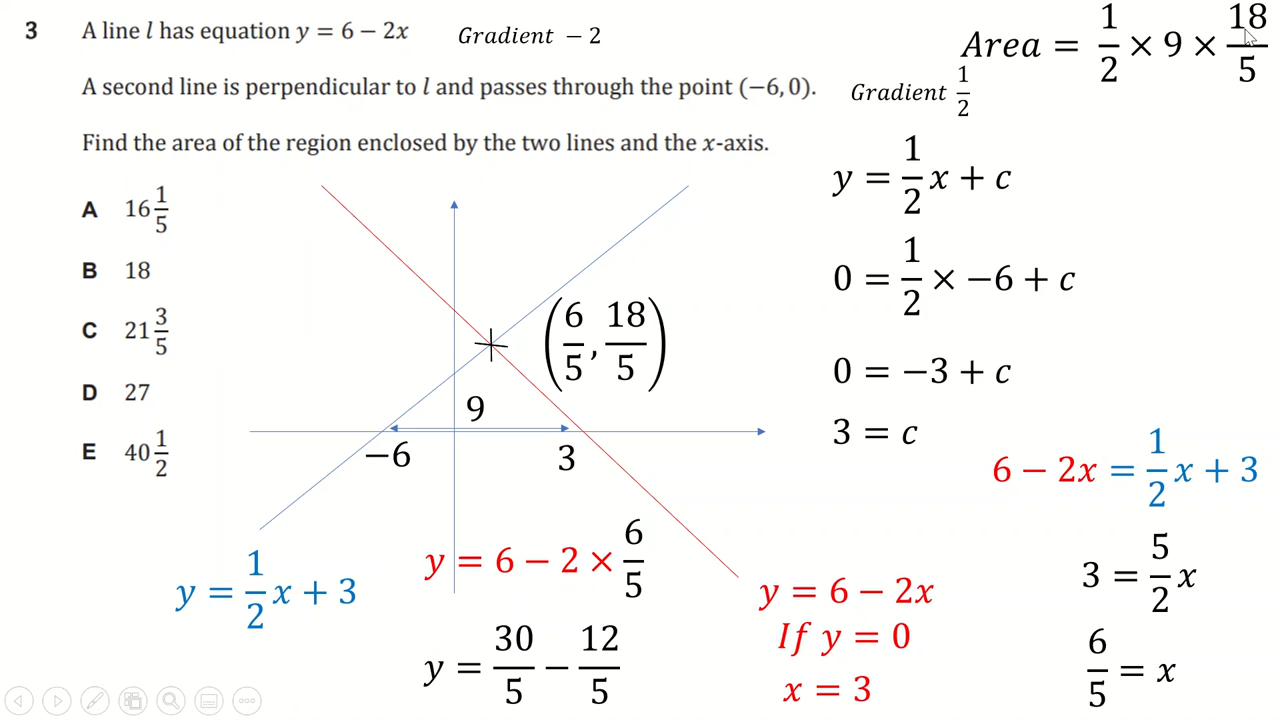 3 A line l has equation y = 6 − 2x Gradient − 2
A second line is perpendicular to l and passes through the point (−6, 0). Gradient 1/2
Find the area of the region enclosed by the two lines and the x-axis.
A 16 1/5
B 18
C 21 3/5
D 27
E 40 1/2
(6/5, 18/5)
9
−6
3
y = 1/2 x + 3
y = 6 − 2 × 6/5
y = 30/5 − 12/5
y = 6 − 2x
If y = 0
x = 3
Area = 1/2 × 9 × 18/5
y = 1/2 x + c
0 = 1/2 × −6 + c
0 = −3 + c
3 = c
6 − 2x = 1/2 x + 3
3 = 5/2 x
6/5 = x